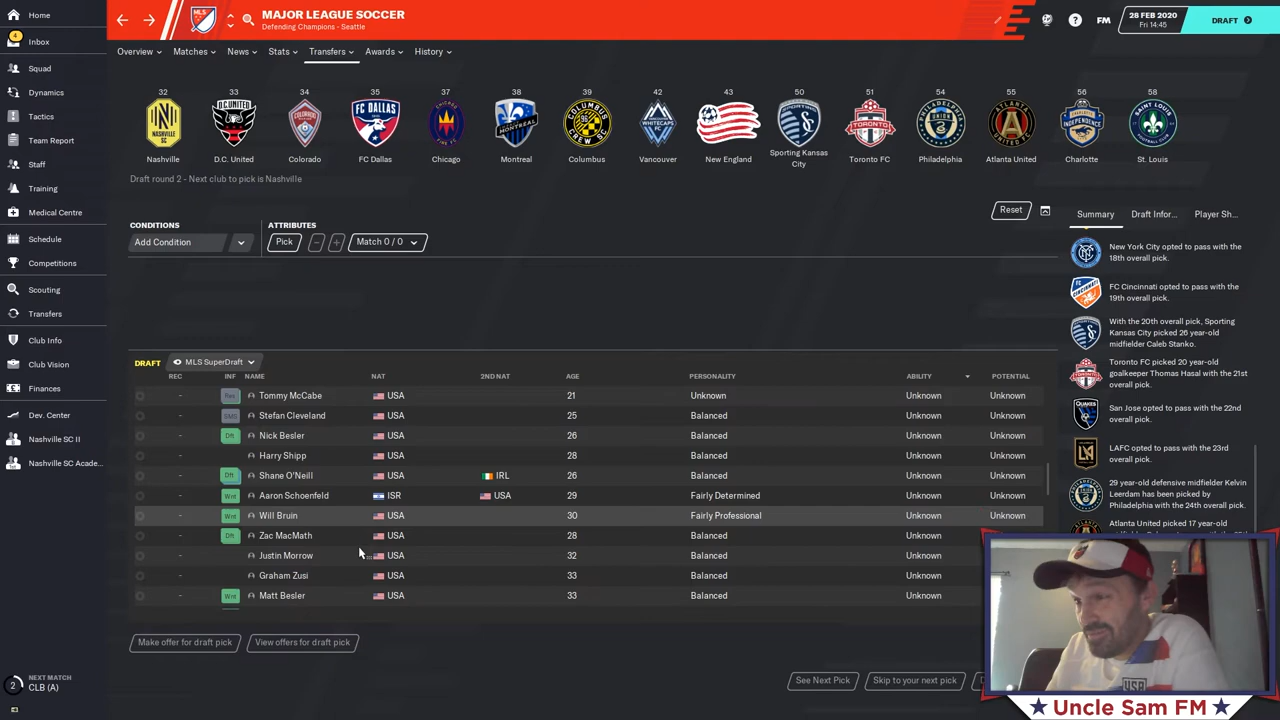 Home
4
Inbox
Squad
Dynamics
Tactics
Team Report
Staff
Training
Medical Centre
Schedule
Competitions
Scouting
Transfers
Club Info
Club Vision
Finances
Dev. Center
Nashville SC II
Nashville SC Acade...
2
NEXT MATCH
CLB (A)
MAJOR LEAGUE SOCCER
Defending Champions - Seattle
FM
28 FEB 2020
Fri 14:45
DRAFT
Overview
Matches
News
Stats
Transfers
Awards
History
32 33 34 35 37 38 39 42 43 50 51 54 55 56 58
Nashville D.C. United Colorado FC Dallas Chicago Montreal Columbus Vancouver New England Sporting Kansas City Toronto FC Philadelphia Atlanta United Charlotte St. Louis
Draft round 2 - Next club to pick is Nashville
CONDITIONS
Add Condition
ATTRIBUTES
Pick
Match 0 / 0
Reset
DRAFT MLS SuperDraft
REC INF NAME NAT 2ND NAT AGE PERSONALITY ABILITY POTENTIAL
- Tommy McCabe USA 21 Unknown Unknown Unknown
- Stefan Cleveland USA 25 Balanced Unknown Unknown
- Dft Nick Besler USA 26 Balanced Unknown Unknown
- Harry Shipp USA 28 Balanced Unknown Unknown
- Dft Shane O'Neill USA IRL 26 Balanced Unknown Unknown
- Wnt Aaron Schoenfeld ISR USA 29 Fairly Determined Unknown Unknown
- Wnt Will Bruin USA 30 Fairly Professional Unknown Unknown
- Dft Zac MacMath USA 28 Balanced Unknown
- Justin Morrow USA 32 Balanced Unknown
- Graham Zusi USA 33 Balanced Unknown
- Wnt Matt Besler USA 33 Balanced Unknown
Make offer for draft pick
View offers for draft pick
See Next Pick
Skip to your next pick
Summary
Draft Infor...
Player Sh...
New York City opted to pass with the
18th overall pick.
FC Cincinnati opted to pass with the
19th overall pick.
With the 20th overall pick, Sporting
Kansas City picked 26 year-old
midfielder Caleb Stanko.
Toronto FC picked 20 year-old
goalkeeper Thomas Hasal with the 21st
overall pick.
San Jose opted to pass with the 22nd
overall pick.
LAFC opted to pass with the 23rd
overall pick.
29 year-old defensive midfielder Kelvin
Leerdam has been picked by
Philadelphia with the 24th overall pick.
Atlanta United picked 17 year-old
USA
Uncle Sam FM